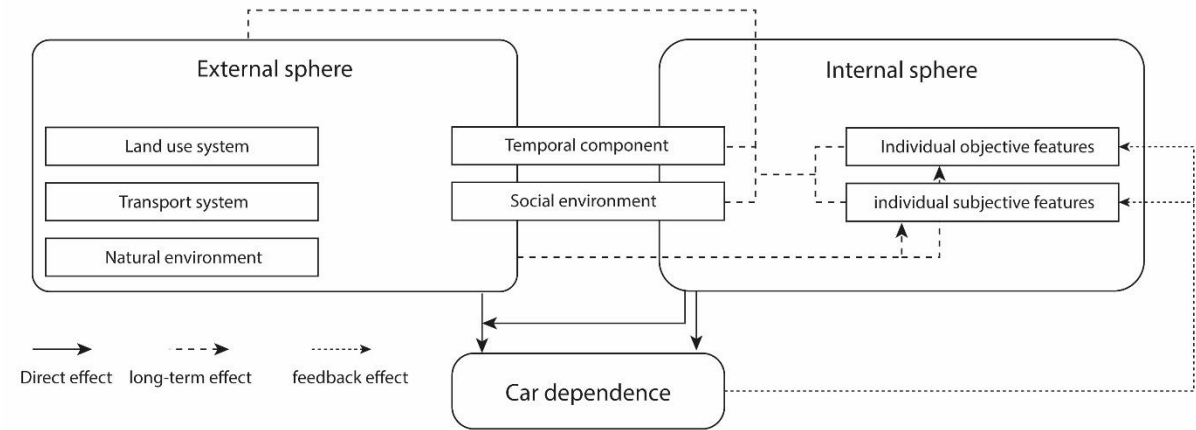 External sphere
Internal sphere
Land use system
Temporal component
Individual objective features
Transport system
Social environment
individual subjective features
Natural environment
Direct effect
long-term effect
feedback effect
Car dependence